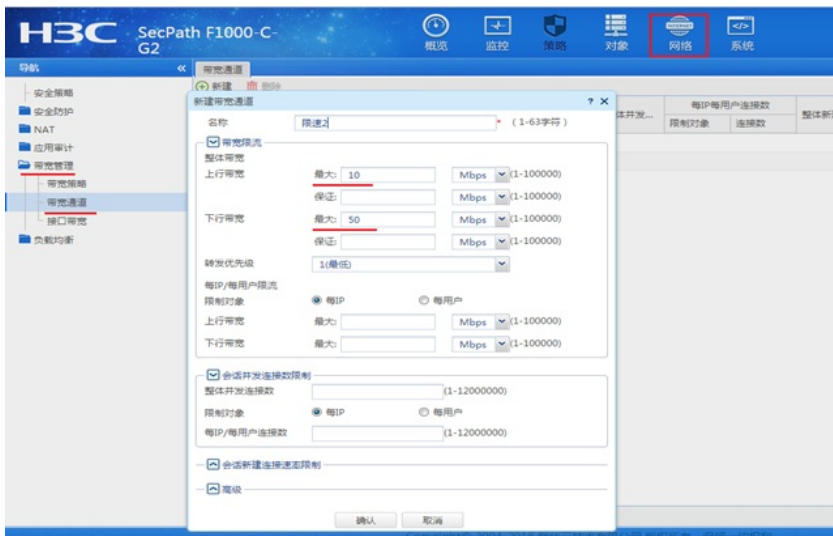 H3C SecPath F1000-C-G2
概览 监控 策略 对象 网络 系统
导航 «
带宽通道
新建 删除
安全策略
安全防护
NAT
应用审计
带宽管理
带宽策略
带宽通道
接口带宽
负载均衡
每IP每用户连接数
限制对象 连接数
新建带宽通道 ? X
名称 限速2 * (1-63字符)
带宽限流
整体带宽
上行带宽 最大: 10 Mbps (1-100000)
保证: Mbps (1-100000)
下行带宽 最大: 50 Mbps (1-100000)
保证: Mbps (1-100000)
转发优先级 1(最低)
每IP/每用户限流
限制对象 每IP 每用户
上行带宽 最大: Mbps (1-100000)
下行带宽 最大: Mbps (1-100000)
会话并发连接数限制
整体并发连接数 (1-12000000)
限制对象 每IP 每用户
每IP/每用户连接数 (1-12000000)
会话新建连接速率限制
高级
确认 取消